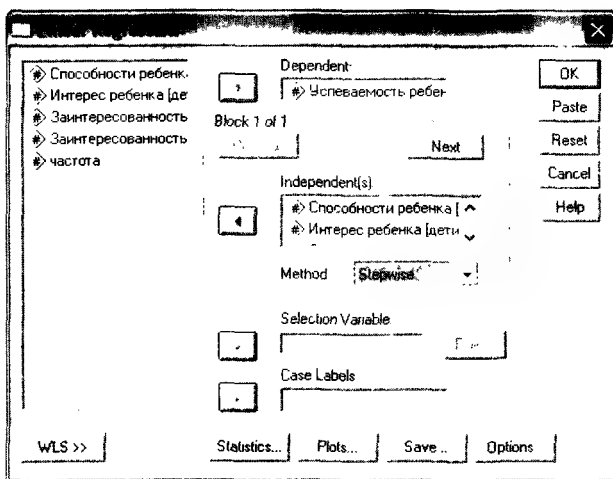 Linear Regression
Способности ребенк.
Интерес ребенка [де
Заинтересованность
Заинтересованность
частота
Dependent
Успеваемость ребен
Block 1 of 1
Next
Independent(s)
Способности ребенка [
Интерес ребенка [дети
Method
Stepwise
Selection Variable
Case Labels
OK
Paste
Reset
Cancel
Help
WLS >>
Statistics...
Plots...
Save ..
Options